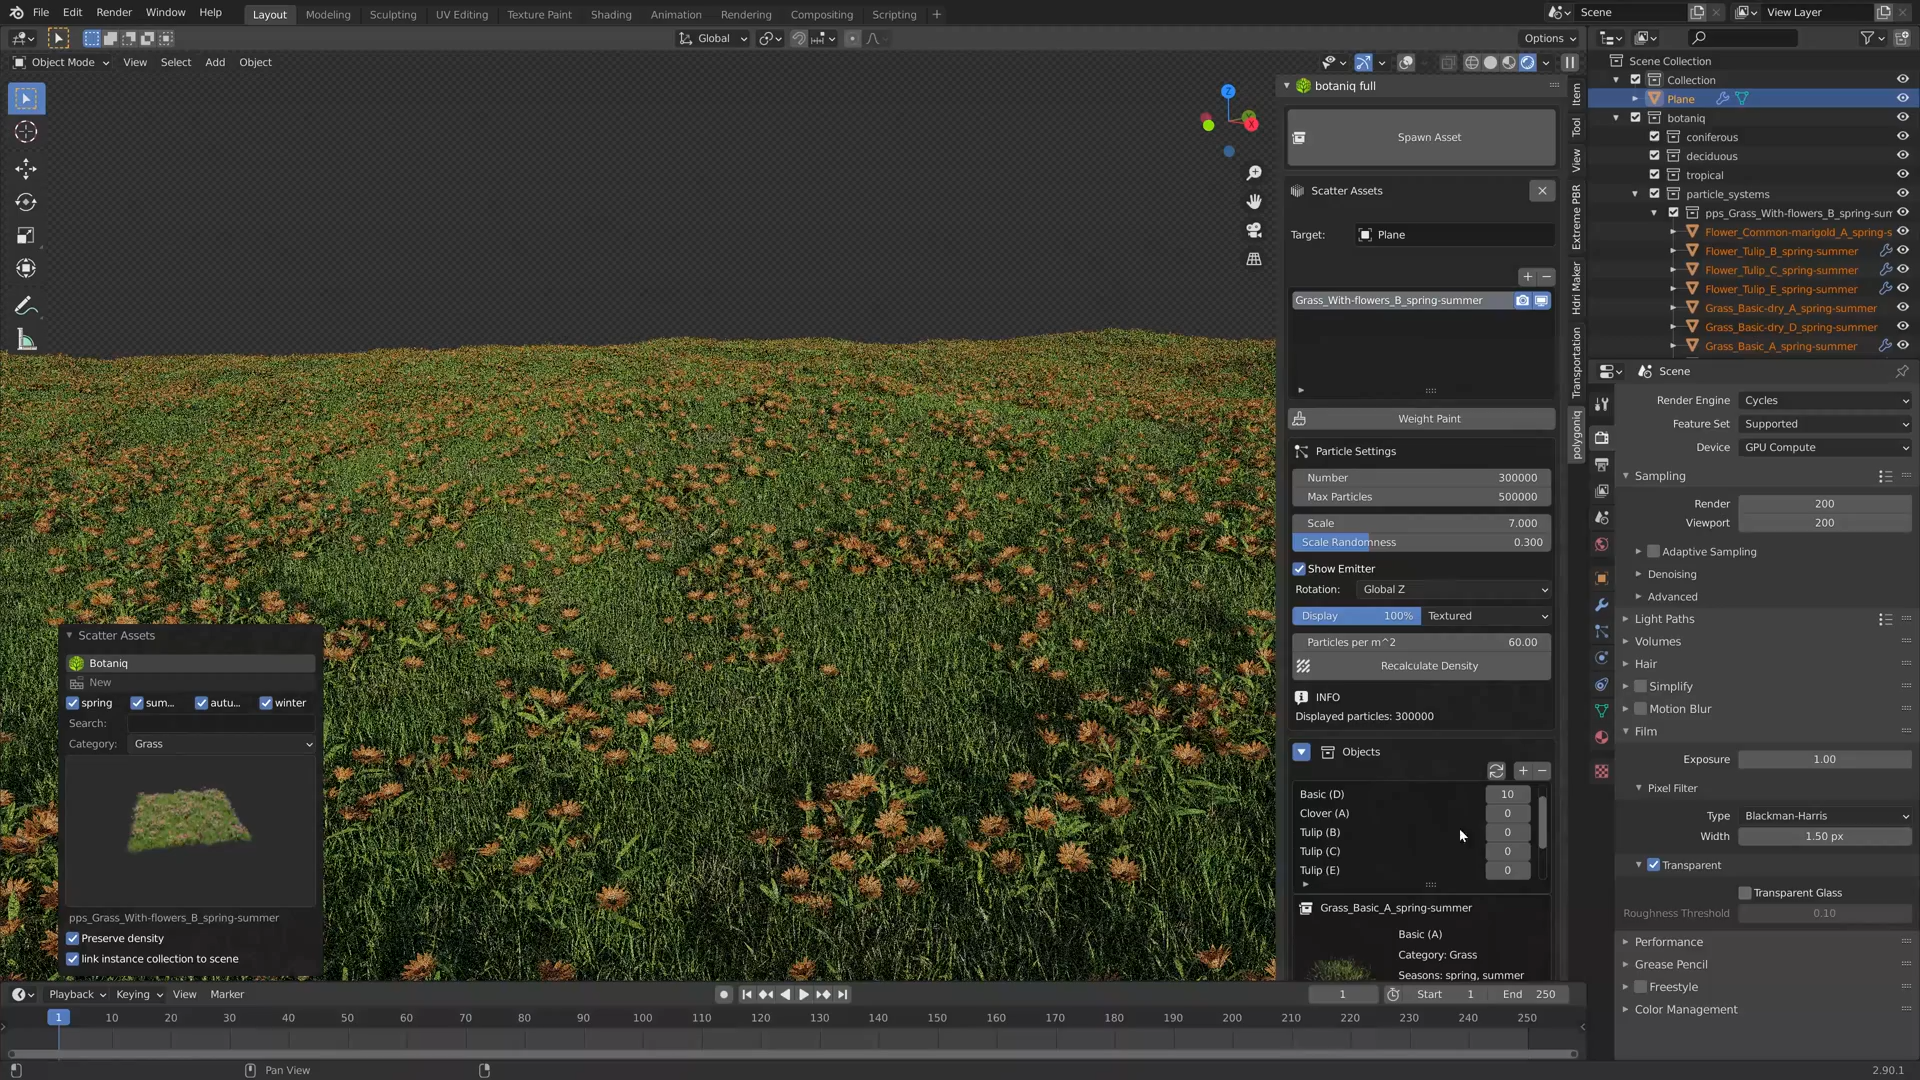 File Edit Render Window Help Layout Modeling Sculpting UV Editing Texture Paint Shading Animation Rendering Compositing Scripting + Scene View Layer
Global Options
Object Mode View Select Add Object
Z
X
botaniq full
Spawn Asset
Scatter Assets
Target: Plane
Grass_With-flowers_B_spring-summer
Weight Paint
Particle Settings
Number 300000
Max Particles 500000
Scale 7.000
Scale Randomness 0.300
Show Emitter
Rotation: Global Z
Display 100% Textured
Particles per m^2 60.00
Recalculate Density
INFO
Displayed particles: 300000
Objects
Basic (D) 10
Clover (A) 0
Tulip (B) 0
Tulip (C) 0
Tulip (E) 0
Grass_Basic_A_spring-summer
Basic (A)
Category: Grass
Seasons: spring, summer
Item
Tool
View
Extreme PBR
Hdri Maker
Transportation
polygoniq
Scene Collection
Collection
Plane
botaniq
coniferous
deciduous
tropical
particle_systems
pps_Grass_With-flowers_B_spring-sum
Flower_Common-marigold_A_spring-s
Flower_Tulip_B_spring-summer
Flower_Tulip_C_spring-summer
Flower_Tulip_E_spring-summer
Grass_Basic-dry_A_spring-summer
Grass_Basic-dry_D_spring-summer
Grass_Basic_A_spring-summer
Scene
Render Engine Cycles
Feature Set Supported
Device GPU Compute
Sampling
Render 200
Viewport 200
Adaptive Sampling
Denoising
Advanced
Light Paths
Volumes
Hair
Simplify
Motion Blur
Film
Exposure 1.00
Pixel Filter
Type Blackman-Harris
Width 1.50 px
Transparent
Transparent Glass
Roughness Threshold 0.10
Performance
Grease Pencil
Freestyle
Color Management
Scatter Assets
Botaniq
New
spring sum... autu... winter
Search:
Category: Grass
pps_Grass_With-flowers_B_spring-summer
Preserve density
link instance collection to scene
Playback Keying View Marker 1 Start 1 End 250
1 10 20 30 40 50 60 70 80 90 100 110 120 130 140 150 160 170 180 190 200 210 220 230 240 250
Pan View 2.90.1